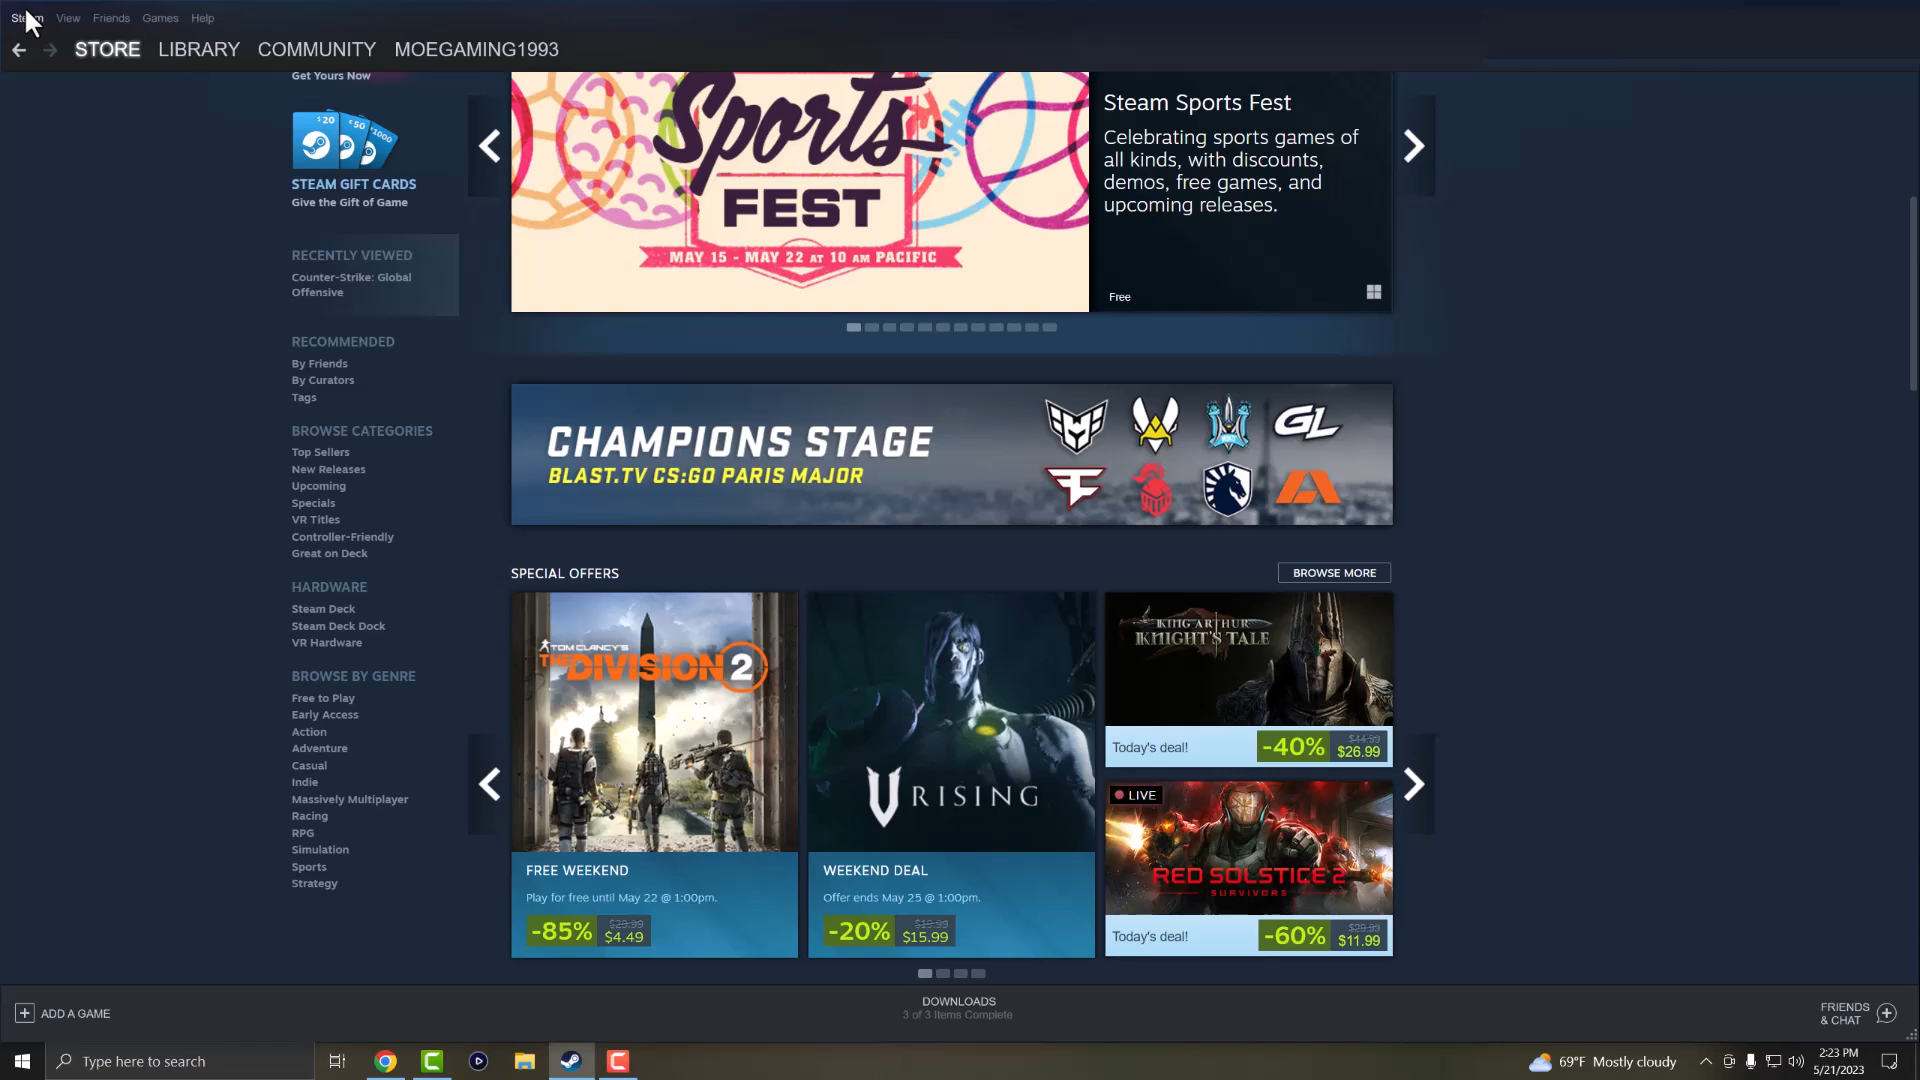 Steam View Friends Games Help
STORE LIBRARY COMMUNITY MOEGAMING1993
Get Yours Now
$20 €50 ¥1000
STEAM GIFT CARDS
Give the Gift of Game
RECENTLY VIEWED
Counter-Strike: Global
Offensive
RECOMMENDED
By Friends
By Curators
Tags
BROWSE CATEGORIES
Top Sellers
New Releases
Upcoming
Specials
VR Titles
Controller-Friendly
Great on Deck
HARDWARE
Steam Deck
Steam Deck Dock
VR Hardware
BROWSE BY GENRE
Free to Play
Early Access
Action
Adventure
Casual
Indie
Massively Multiplayer
Racing
RPG
Simulation
Sports
Strategy
Sports
FEST
MAY 15 - MAY 22 AT 10 AM PACIFIC
Steam Sports Fest
Celebrating sports games of
all kinds, with discounts,
demos, free games, and
upcoming releases.
Free
CHAMPIONS STAGE
BLAST.TV CS:GO PARIS MAJOR
GL
SPECIAL OFFERS
BROWSE MORE
TOM CLANCY'S
THE DIVISION 2
FREE WEEKEND
Play for free until May 22 @ 1:00pm.
-85% $29.99
$4.49
V RISING
WEEKEND DEAL
Offer ends May 25 @ 1:00pm.
-20% $19.99
$15.99
KING ARTHUR
KNIGHT'S TALE
Today's deal!
-40% $44.99
$26.99
LIVE
RED SOLSTICE 2
SURVIVORS
Today's deal!
-60% $29.99
$11.99
ADD A GAME
DOWNLOADS
3 of 3 Items Complete
FRIENDS
& CHAT
Type here to search
69°F Mostly cloudy
2:23 PM
5/21/2023